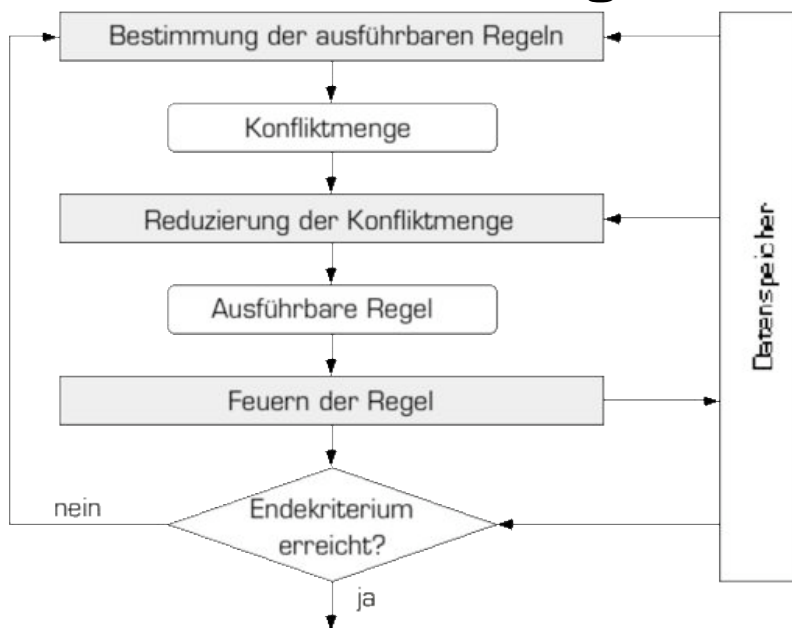 Bestimmung der ausführbaren Regeln
Konfliktmenge
Reduzierung der Konfliktmenge
Ausführbare Regel
Feuern der Regel
nein
Endekriterium
erreicht?
ja
Datenspeicher